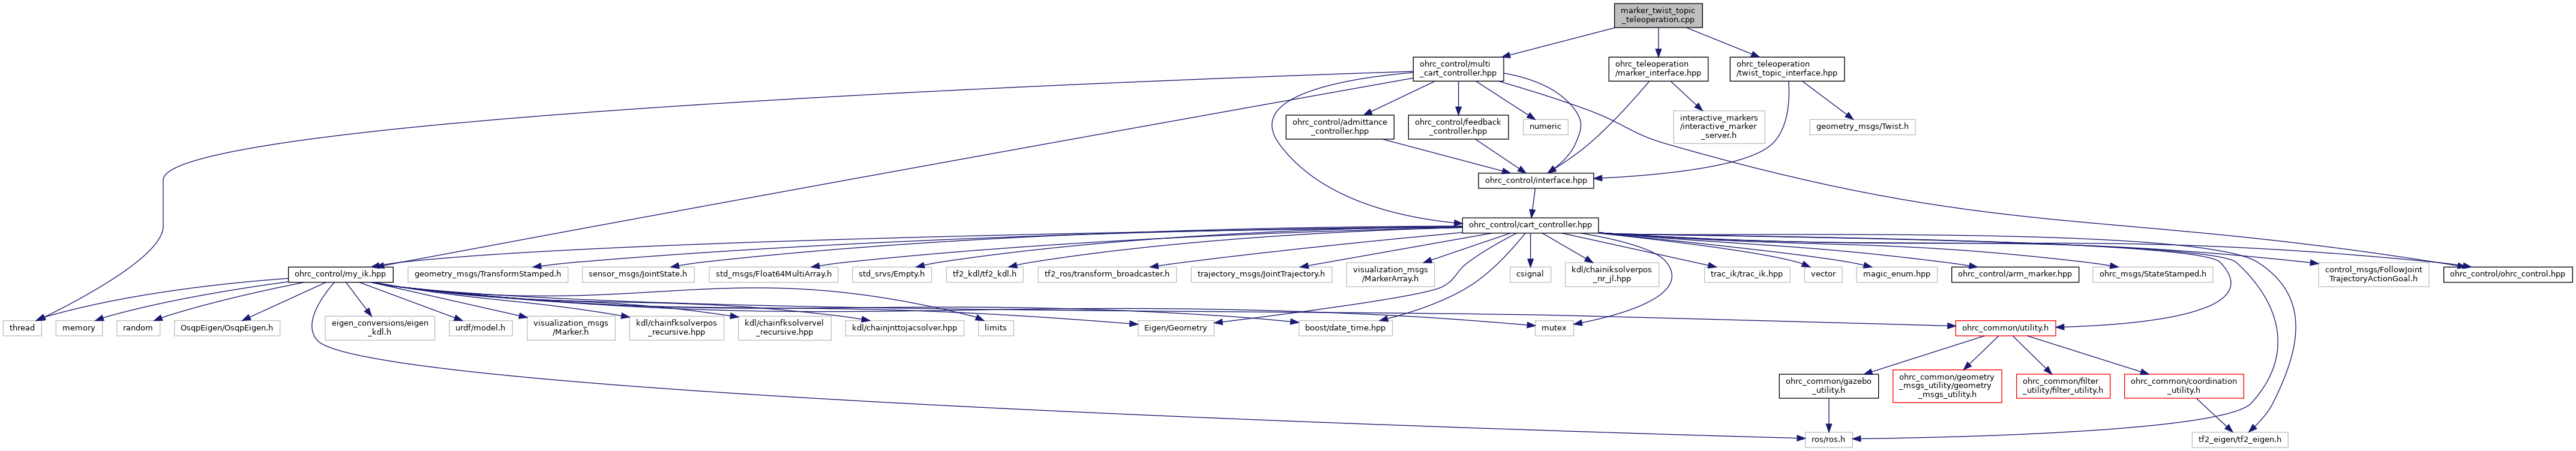 marker_twist_topic
_teleoperation.cpp
ohrc_control/multi
_cart_controller.hpp
ohrc_teleoperation
/marker_interface.hpp
ohrc_teleoperation
/twist_topic_interface.hpp
ohrc_control/admittance
_controller.hpp
ohrc_control/feedback
_controller.hpp
numeric
interactive_markers
/interactive_marker
_server.h
geometry_msgs/Twist.h
ohrc_control/interface.hpp
ohrc_control/cart_controller.hpp
ohrc_control/my_ik.hpp
geometry_msgs/TransformStamped.h
sensor_msgs/JointState.h
std_msgs/Float64MultiArray.h
std_srvs/Empty.h
tf2_kdl/tf2_kdl.h
tf2_ros/transform_broadcaster.h
trajectory_msgs/JointTrajectory.h
visualization_msgs
/MarkerArray.h
csignal
kdl/chainiksolverpos
_nr_jl.hpp
trac_ik/trac_ik.hpp
vector
magic_enum.hpp
ohrc_control/arm_marker.hpp
ohrc_msgs/StateStamped.h
control_msgs/FollowJoint
TrajectoryActionGoal.h
ohrc_control/ohrc_control.hpp
thread
memory
random
OsqpEigen/OsqpEigen.h
eigen_conversions/eigen
_kdl.h
urdf/model.h
visualization_msgs
/Marker.h
kdl/chainfksolverpos
_recursive.hpp
kdl/chainfksolvervel
_recursive.hpp
kdl/chainjnttojacsolver.hpp
limits
Eigen/Geometry
boost/date_time.hpp
mutex
ohrc_common/utility.h
ohrc_common/gazebo
_utility.h
ohrc_common/geometry
_msgs_utility/geometry
_msgs_utility.h
ohrc_common/filter
_utility/filter_utility.h
ohrc_common/coordination
_utility.h
ros/ros.h
tf2_eigen/tf2_eigen.h